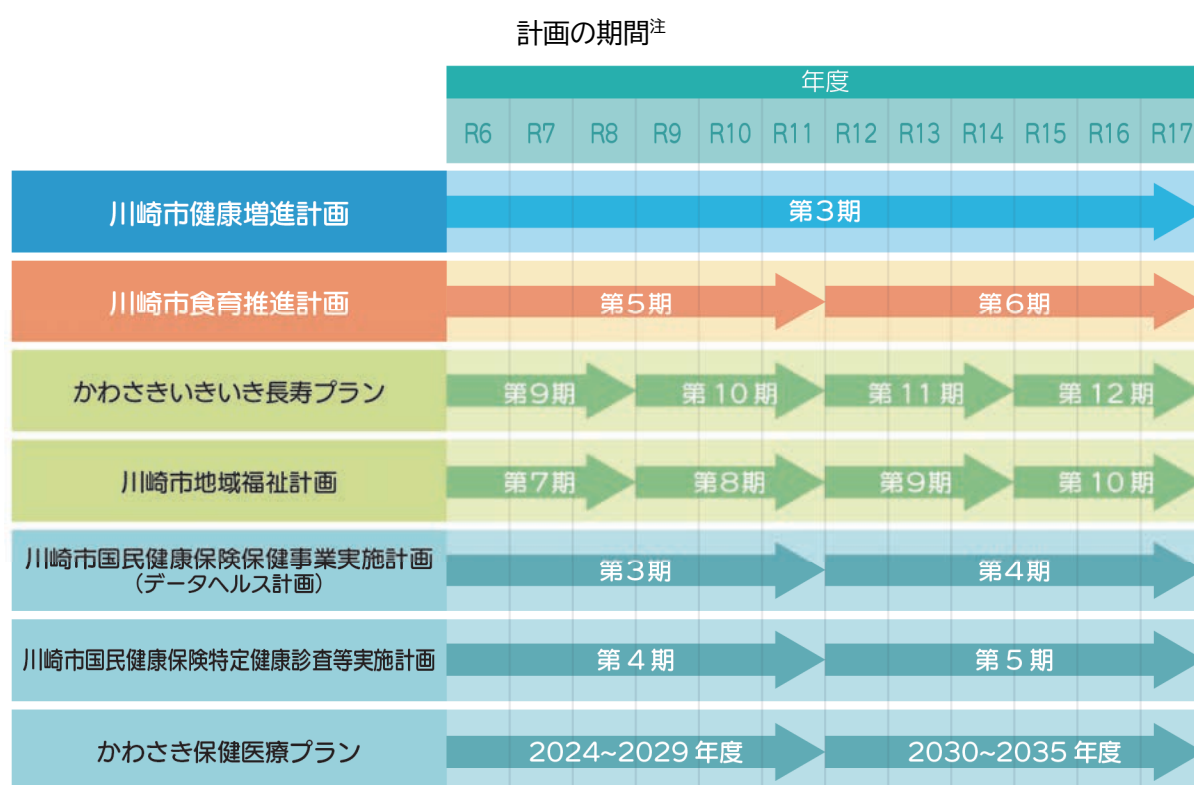 計画の期間注
年度
R6 R7 R8 R9 R10 R11 R12 R13 R14 R15 R16 R17
川崎市健康増進計画
第3期
川崎市食育推進計画
第5期 第6期
かわさきいきいき長寿プラン
第9期 第10期 第11期 第12期
川崎市地域福祉計画
第7期 第8期 第9期 第10期
川崎市国民健康保険保健事業実施計画
(データヘルス計画)
第3期 第4期
川崎市国民健康保険特定健康診査等実施計画
第4期 第5期
かわさき保健医療プラン
2024~2029年度 2030~2035年度